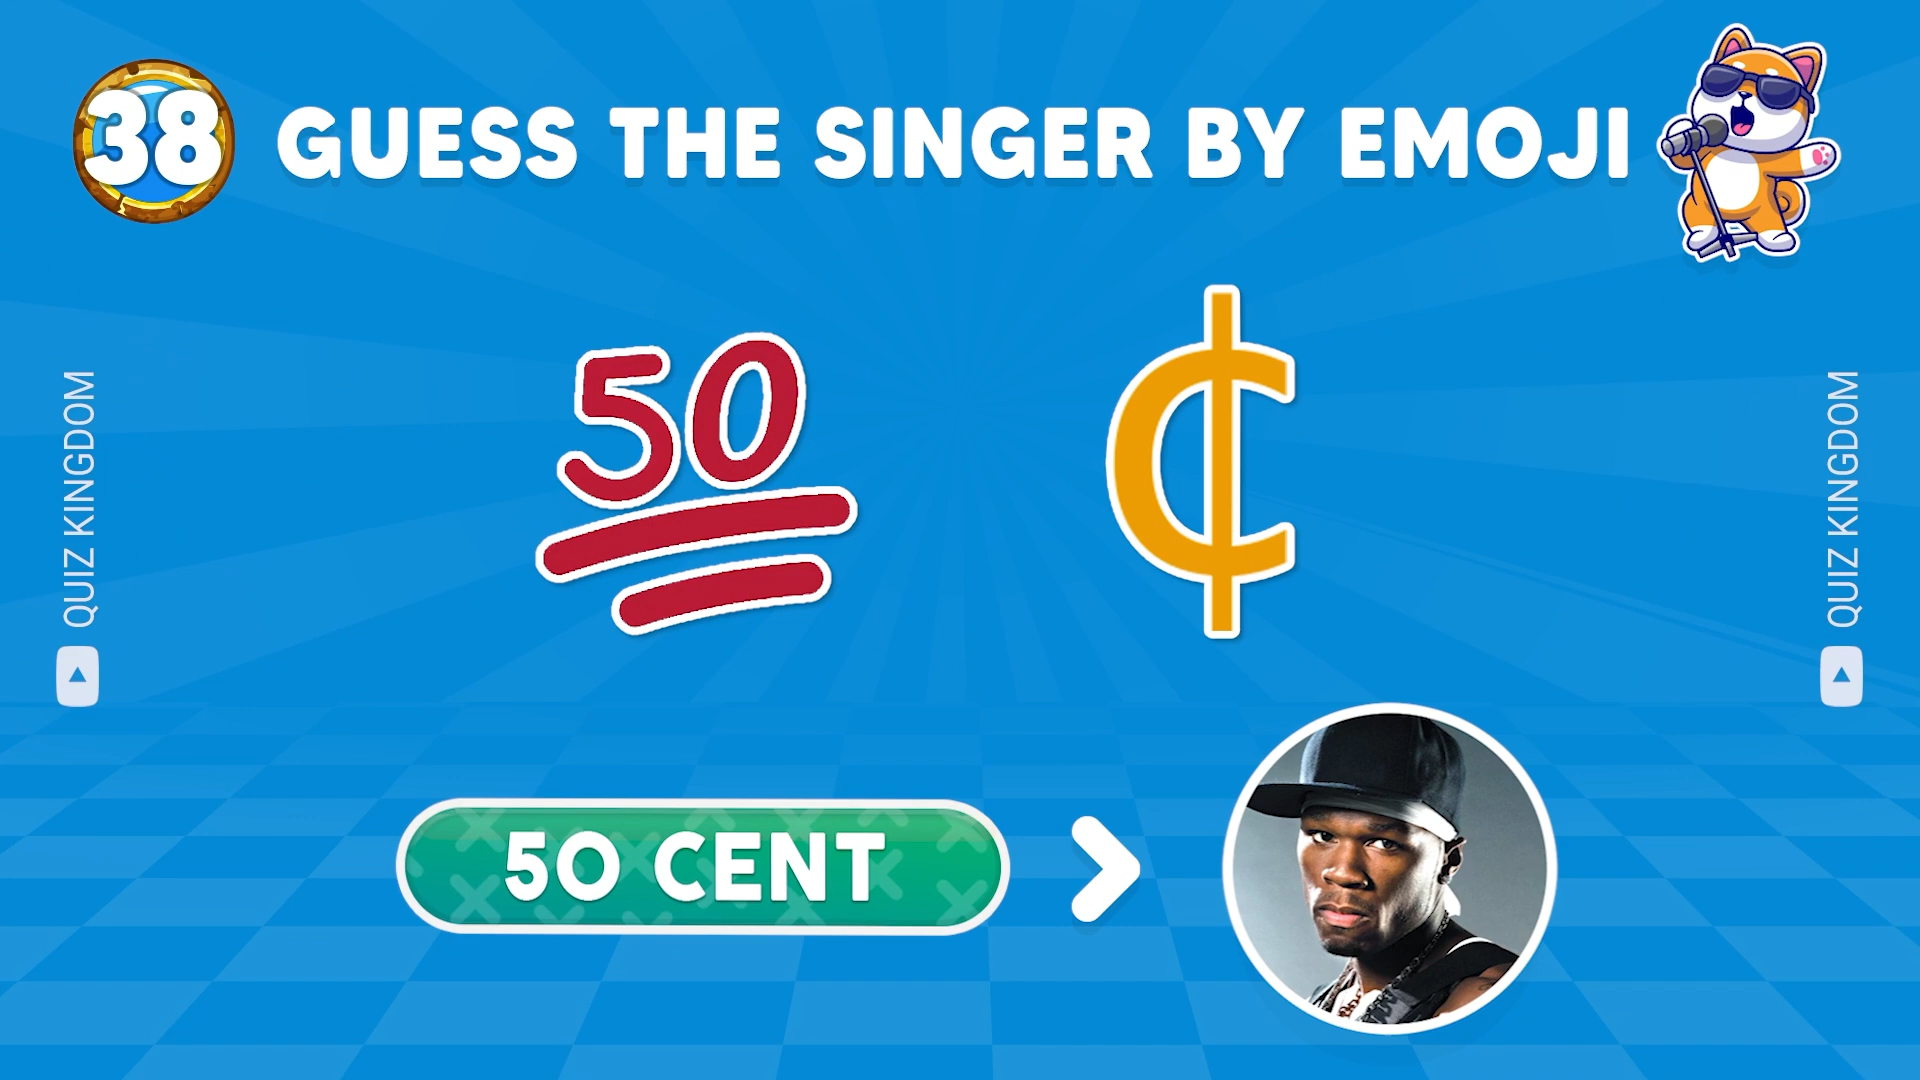 38
GUESS THE SINGER BY EMOJI
50
¢
QUIZ KINGDOM
QUIZ KINGDOM
50 CENT